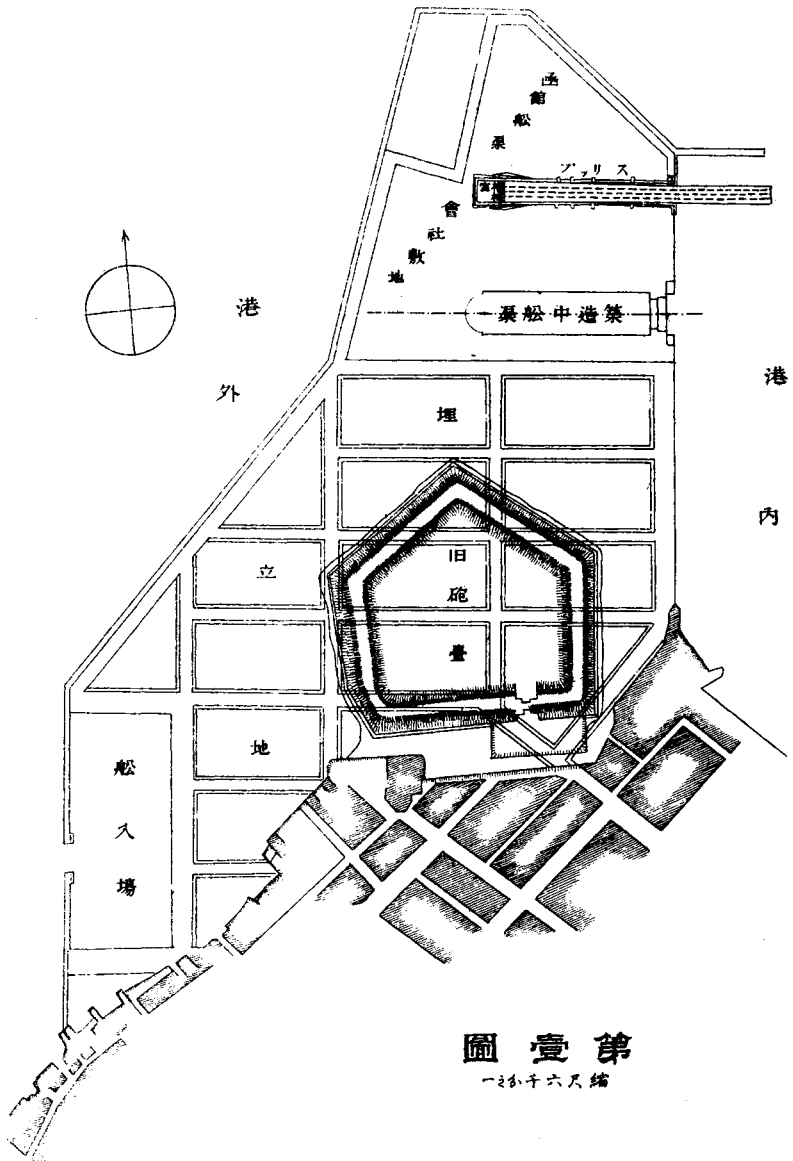 函館船渠
會社敷地
スリップ
築造中船渠
港外
港内
埋立地
旧砲臺
船入場
第壹圖
縮尺六千分之一